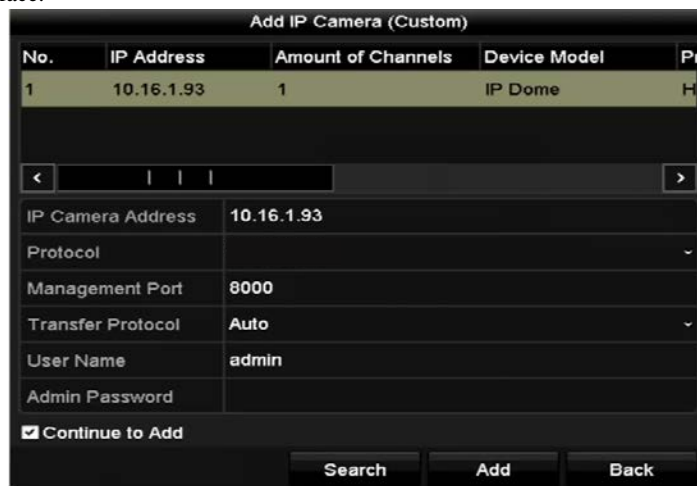 Add IP Camera (Custom)
No. IP Address Amount of Channels Device Model
1 10.16.1.93 1 IP Dome H
IP Camera Address 10.16.1.93
Protocol
Management Port 8000
Transfer Protocol Auto
User Name admin
Admin Password
Continue to Add
Search Add Back